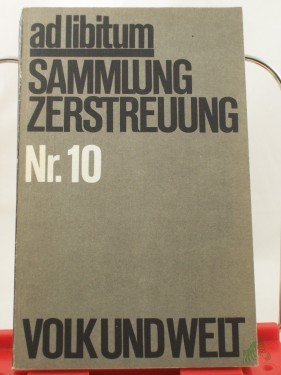 ad libitum
SAMMLUNG
ZERSTREUUNG
Nr. 10
VOLK UND WELT